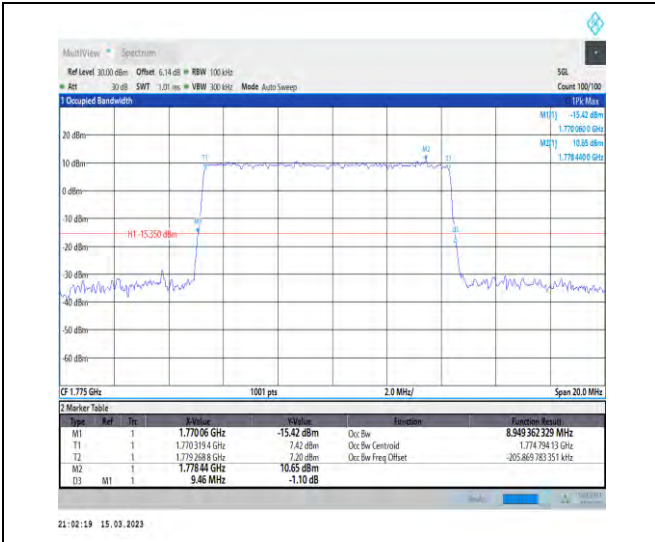 MultiView Spectrum
Ref Level 30.00 dBm Offset 6.14 dB RBW 100 kHz SGL
Att 30 dB SWT 1.01 ms VBW 300 kHz Mode Auto Sweep Count 100/100
1 Occupied Bandwidth 1Pk Max
M1[1] -15.42 dBm
1.770 060 0 GHz
M2[1] 10.65 dBm
1.778 440 0 GHz
20 dBm
M2
T1
10 dBm
0 dBm
-10 dBm
M1
H1 -15.350 dBm
D3
-20 dBm
-30 dBm
-40 dBm
-50 dBm
-60 dBm
CF 1.775 GHz 1001 pts 2.0 MHz/ Span 20.0 MHz
2 Marker Table
Type Ref Trc X-Value Y-Value Function Function Result
M1 1 1.77006 GHz -15.42 dBm Occ Bw 8.949 362 329 MHz
T1 1 1.770 319 4 GHz 7.42 dBm Occ Bw Centroid 1.774 794 13 GHz
T2 1 1.779 268 8 GHz 7.20 dBm Occ Bw Freq Offset -205.869 783 351 kHz
M2 1 1.77844 GHz 10.65 dBm
D3 M1 1 9.46 MHz -1.10 dB
21:02:19 15.03.2023